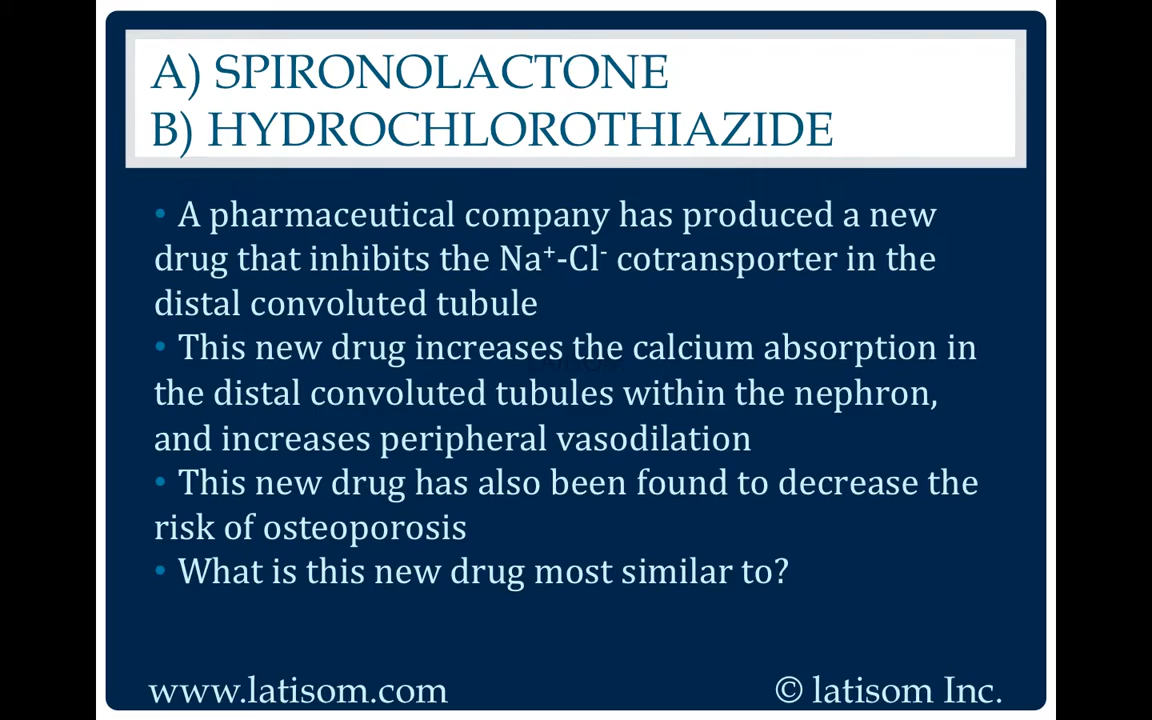 A) SPIRONOLACTONE
B) HYDROCHLOROTHIAZIDE
• A pharmaceutical company has produced a new
drug that inhibits the Na⁺-Cl⁻ cotransporter in the
distal convoluted tubule
• This new drug increases the calcium absorption in
the distal convoluted tubules within the nephron,
and increases peripheral vasodilation
• This new drug has also been found to decrease the
risk of osteoporosis
• What is this new drug most similar to?
www.latisom.com
© latisom Inc.